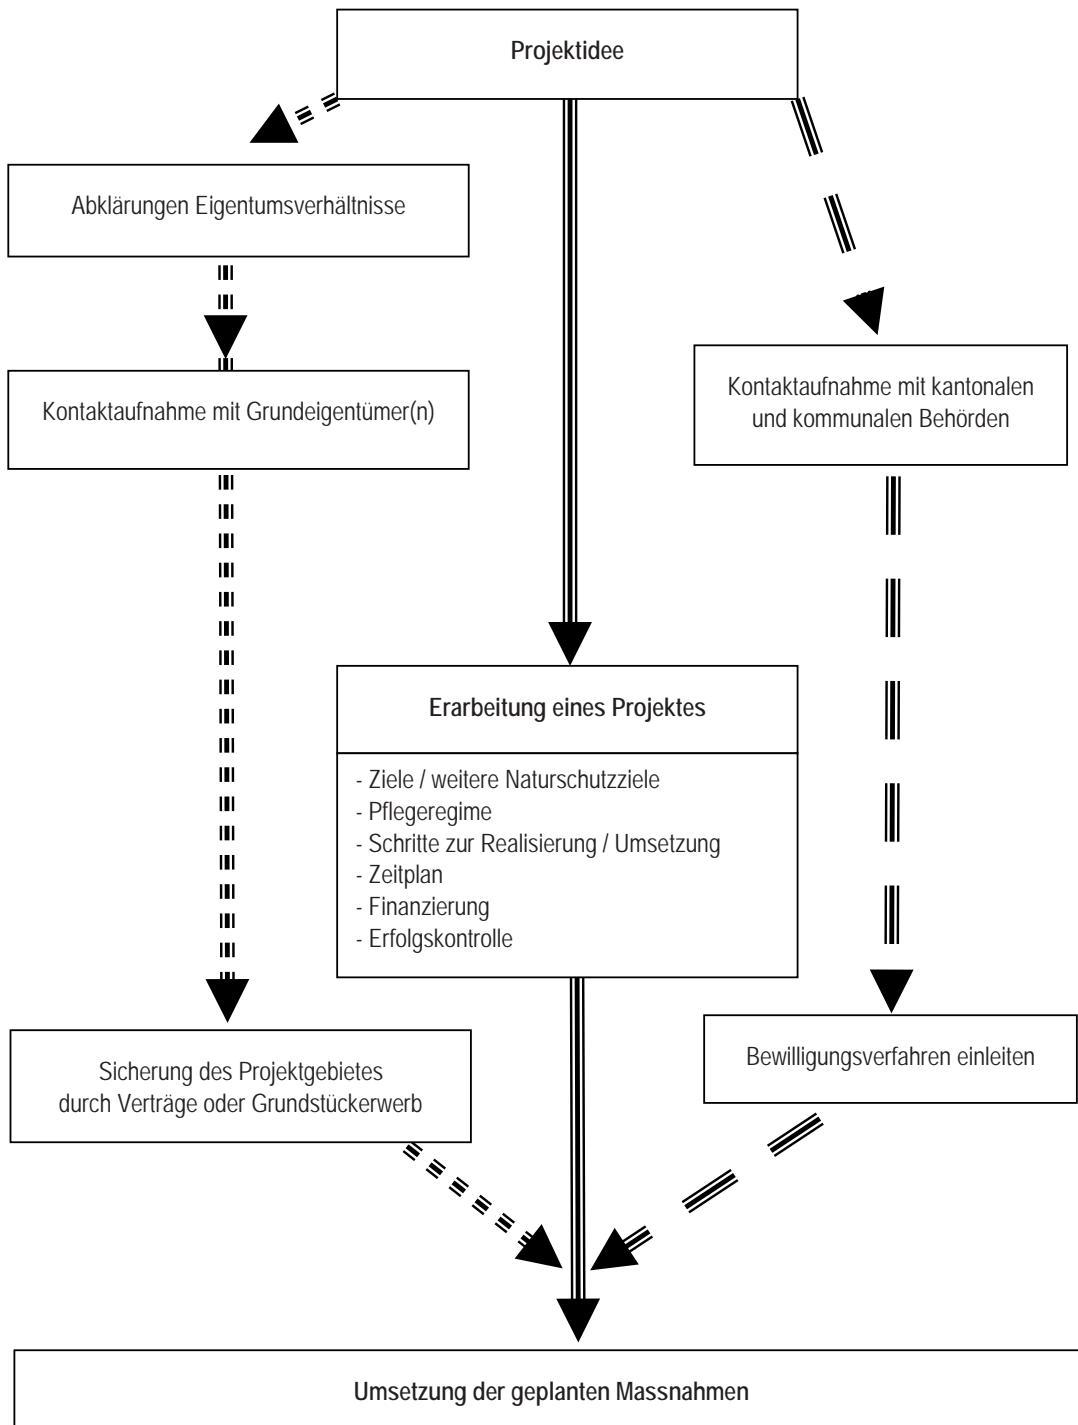 Projektidee
Abklärungen Eigentumsverhältnisse
Kontaktaufnahme mit Grundeigentümer(n)
Kontaktaufnahme mit kantonalen
und kommunalen Behörden
Erarbeitung eines Projektes
- Ziele / weitere Naturschutzziele
- Pflegeregime
- Schritte zur Realisierung / Umsetzung
- Zeitplan
- Finanzierung
- Erfolgskontrolle
Sicherung des Projektgebietes
durch Verträge oder Grundstückerwerb
Bewilligungsverfahren einleiten
Umsetzung der geplanten Massnahmen